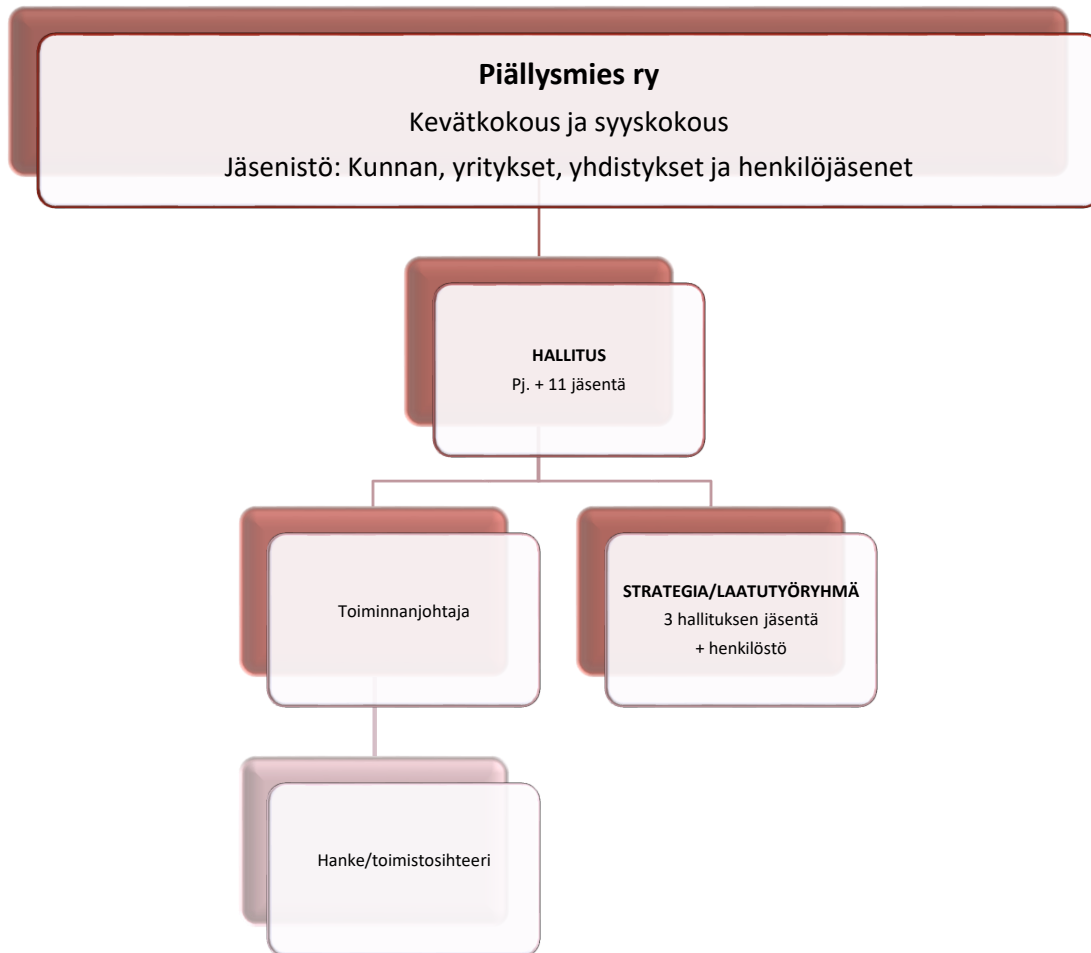 Piällysmies ry
Kevätkokous ja syyskokous
Jäsenistö: Kunnan, yritykset, yhdistykset ja henkilöjäsenet
HALLITUS
Pj. + 11 jäsentä
Toiminnanjohtaja
STRATEGIA/LAATUTYÖRYHMÄ
3 hallituksen jäsentä
+ henkilöstö
Hanke/toimistosihteeri